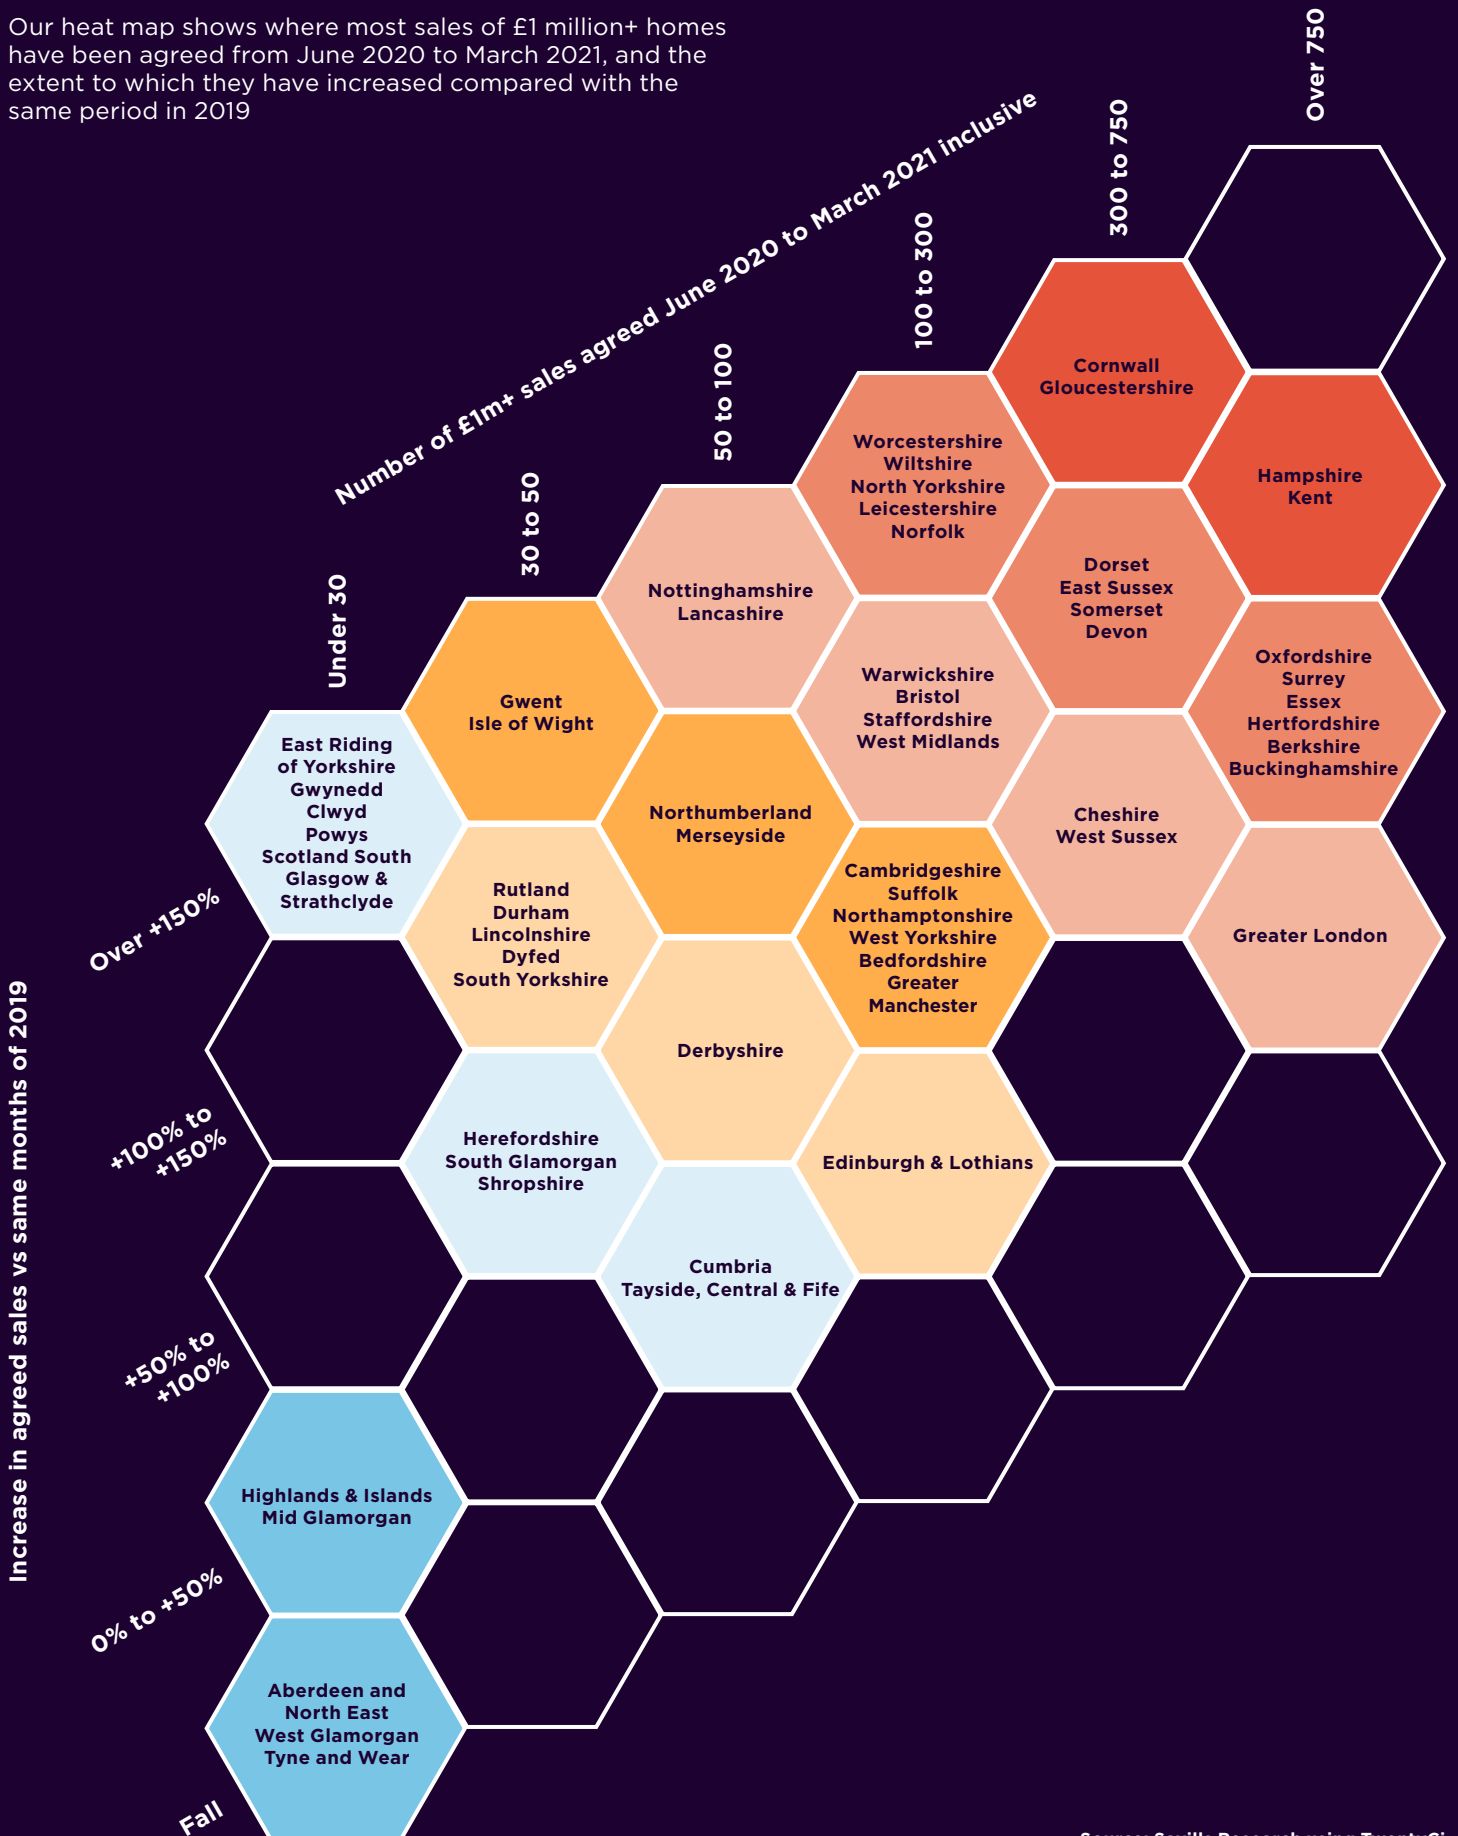 Our heat map shows where most sales of £1 million+ homes
have been agreed from June 2020 to March 2021, and the
extent to which they have increased compared with the
same period in 2019
Number of £1m+ sales agreed June 2020 to March 2021 inclusive
Under 30
30 to 50
50 to 100
100 to 300
300 to 750
Over 750
Increase in agreed sales vs same months of 2019
Over +150%
+100% to
+150%
+50% to
+100%
0% to +50%
Fall
East Riding
of Yorkshire
Gwynedd
Clwyd
Powys
Scotland South
Glasgow &
Strathclyde
Highlands & Islands
Mid Glamorgan
Aberdeen and
North East
West Glamorgan
Tyne and Wear
Gwent
Isle of Wight
Rutland
Durham
Lincolnshire
Dyfed
South Yorkshire
Herefordshire
South Glamorgan
Shropshire
Nottinghamshire
Lancashire
Northumberland
Merseyside
Derbyshire
Cumbria
Tayside, Central & Fife
Worcestershire
Wiltshire
North Yorkshire
Leicestershire
Norfolk
Warwickshire
Bristol
Staffordshire
West Midlands
Cambridgeshire
Suffolk
Northamptonshire
West Yorkshire
Bedfordshire
Greater
Manchester
Edinburgh & Lothians
Cornwall
Gloucestershire
Dorset
East Sussex
Somerset
Devon
Cheshire
West Sussex
Hampshire
Kent
Oxfordshire
Surrey
Essex
Hertfordshire
Berkshire
Buckinghamshire
Greater London